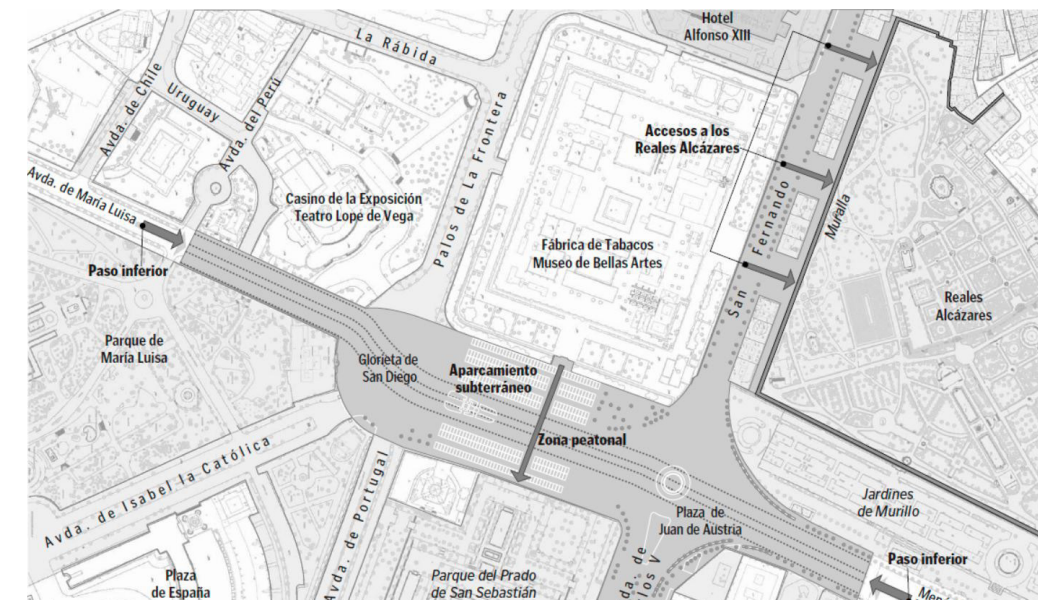 Hotel
Alfonso XIII
La Rábida
Avda. de Chile
Uruguay
Avda. del Perú
Palos de La Frontera
Accesos a los
Reales Alcázares
Avda. de María Luisa
Casino de la Exposición
Teatro Lope de Vega
Fábrica de Tabacos
Museo de Bellas Artes
San Fernando
Muralla
Paso inferior
Reales
Alcázares
Parque de
María Luisa
Glorieta de
San Diego
Aparcamiento
subterráneo
Zona peatonal
Avda. de Isabel la Católica
Avda. de Portugal
Plaza de
Juan de Austria
Jardines
de Murillo
Paso inferior
Plaza
de España
Parque del Prado
de San Sebastián
da. de
los V